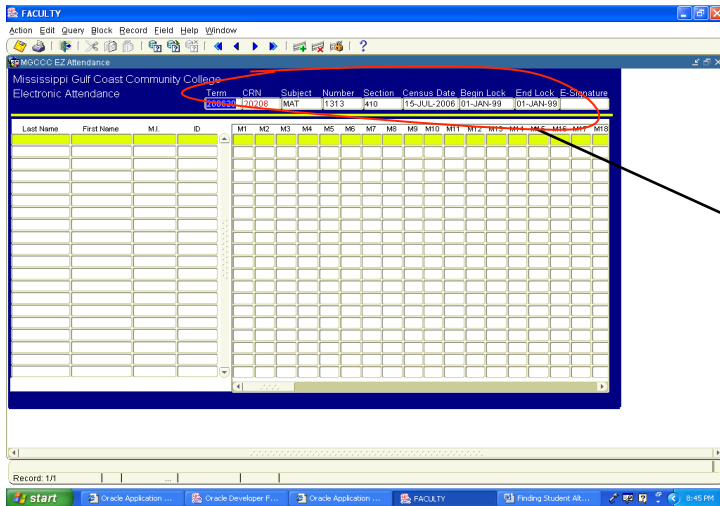 FACULTY
Action Edit Query Block Record Field Help Window
MGCCC EZ Attendance
Mississippi Gulf Coast Community College
Electronic Attendance
Term CRN Subject Number Section Census Date Begin Lock End Lock E-Signature
200630 20208 MAT 1313 410 15-JUL-2006 01-JAN-99 01-JAN-99
Last Name First Name M.I. ID M1 M2 M3 M4 M5 M6 M7 M8 M9 M10 M11 M12 M13 M14 M15 M16 M17 M18
Record: 1/1 ...
start Oracle Application ... Oracle Developer F... Oracle Application ... FACULTY Finding Student Alt... 8:45 PM